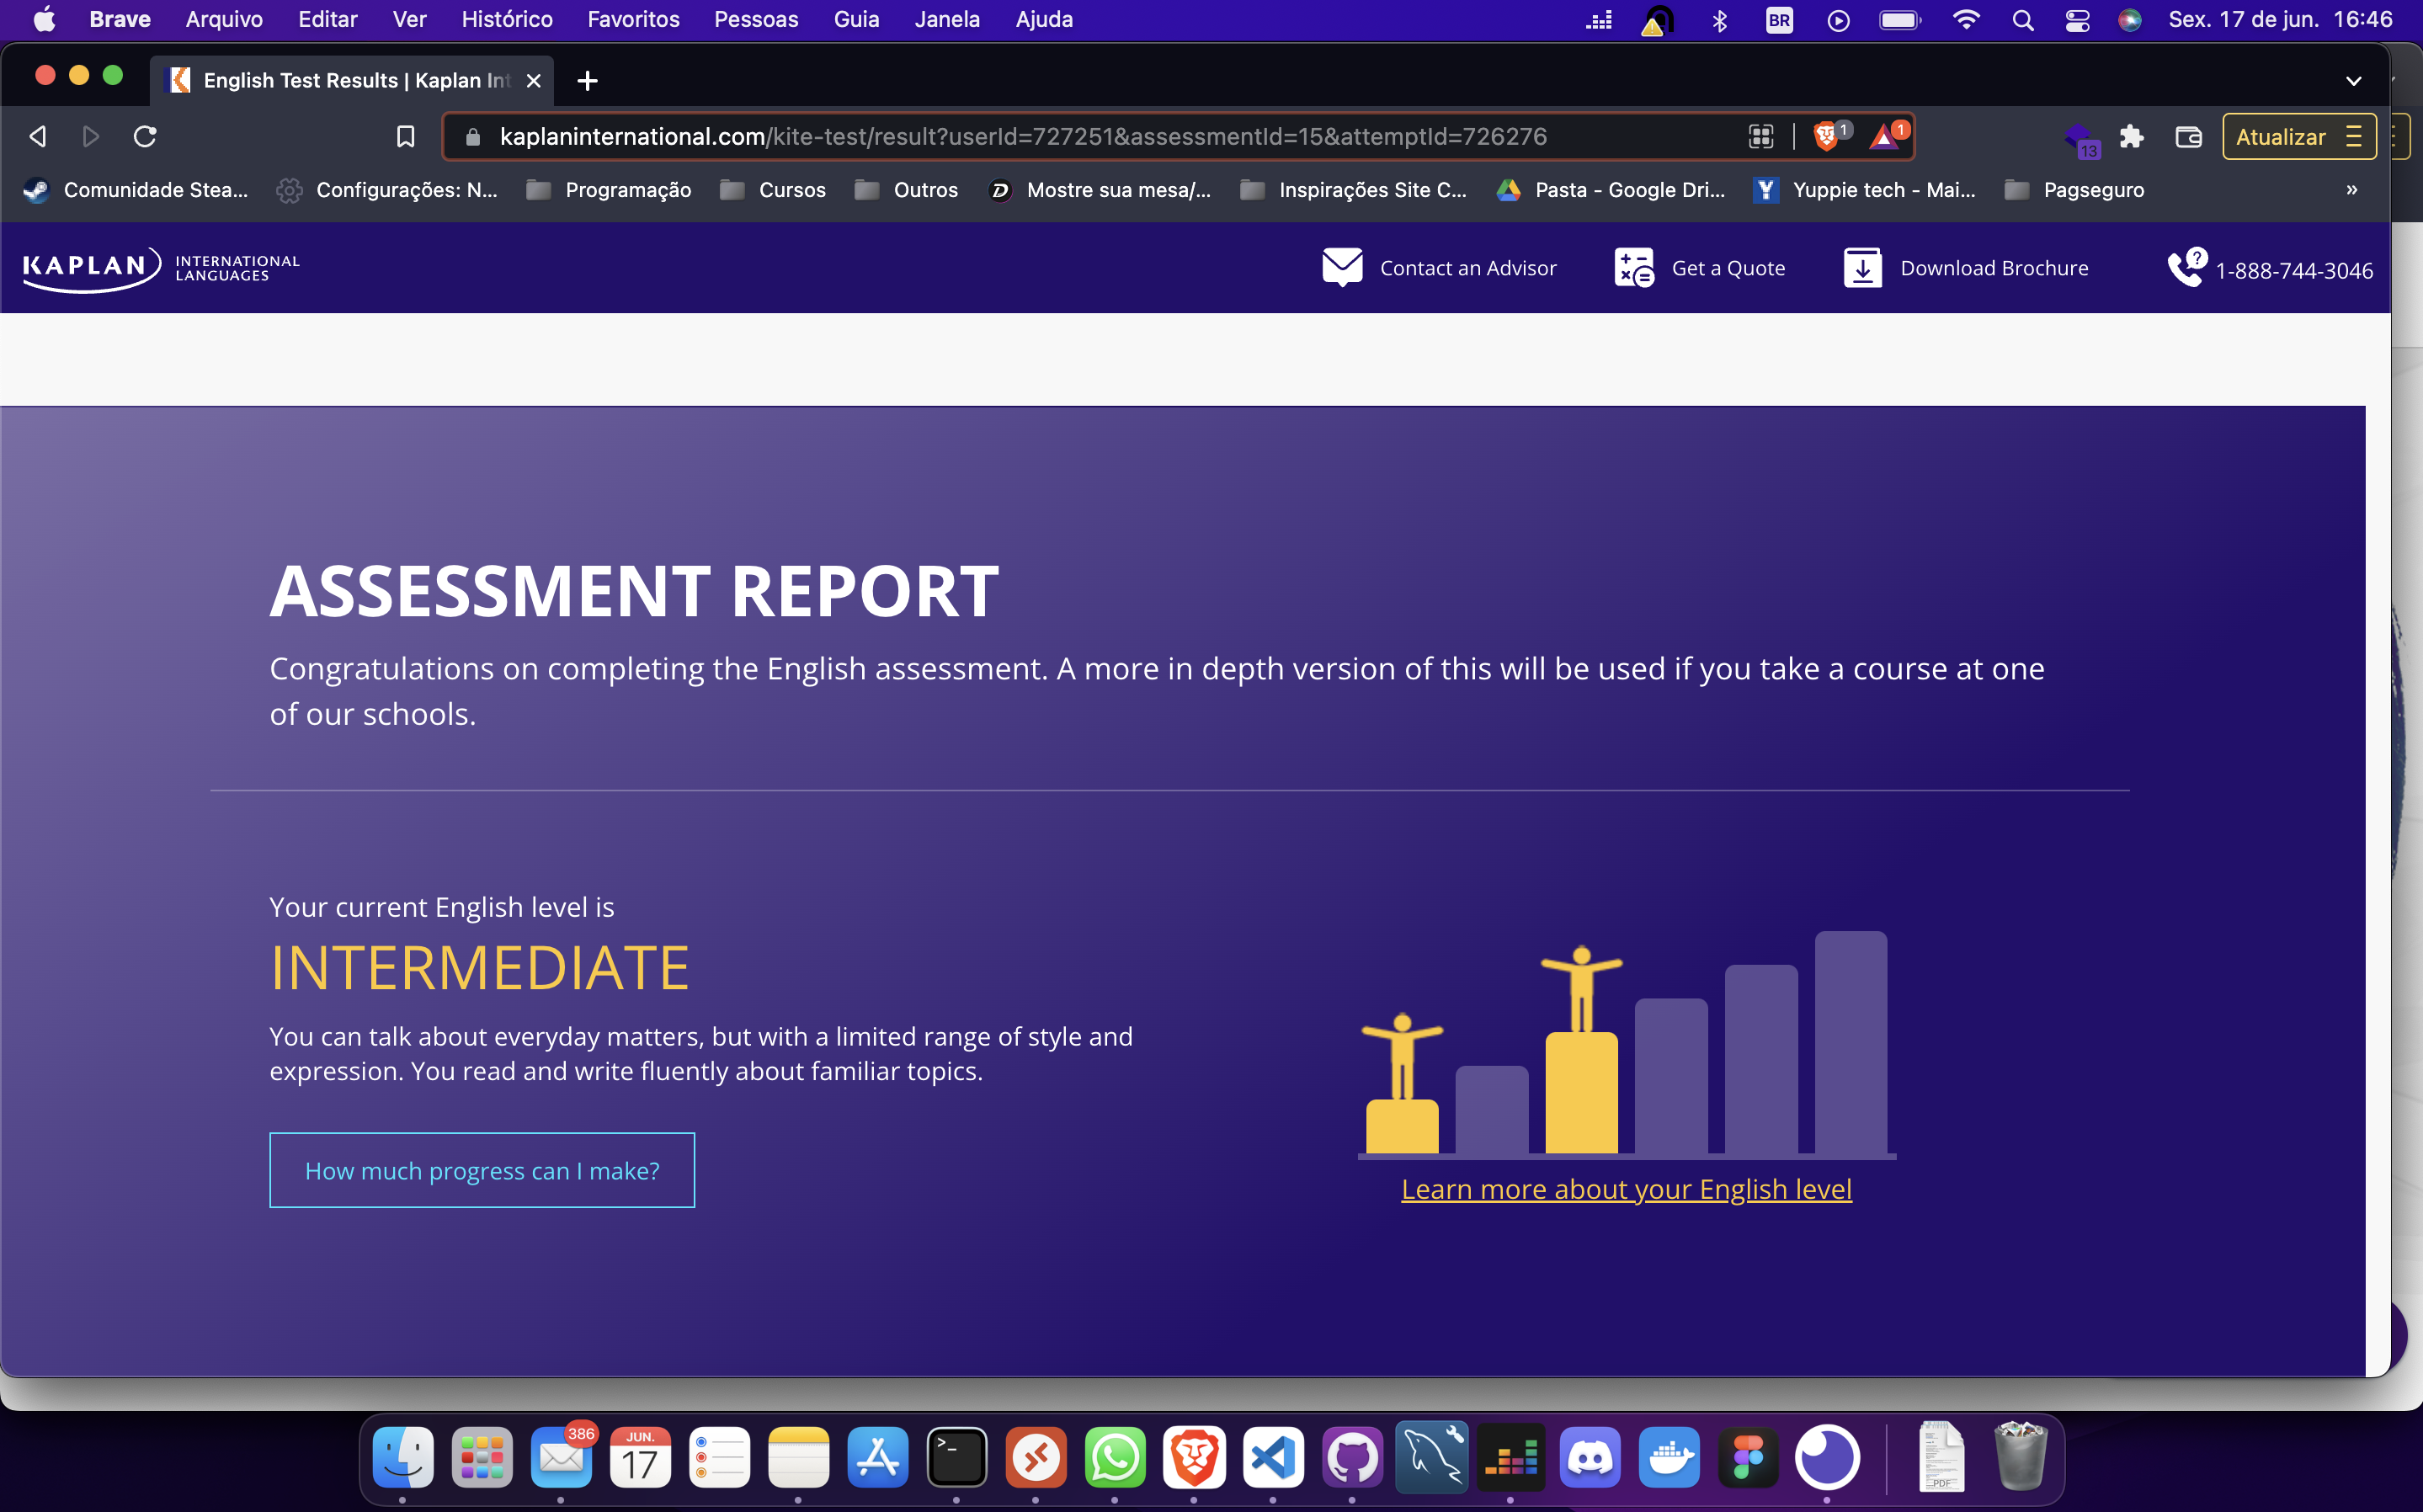 Brave Arquivo Editar Ver Histórico Favoritos Pessoas Guia Janela Ajuda BR Sex. 17 de jun. 16:46
English Test Results | Kaplan Int
kaplaninternational.com/kite-test/result?userId=727251&assessmentId=15&attemptId=726276 1 1 13 Atualizar
Comunidade Stea... Configurações: N... Programação Cursos Outros Mostre sua mesa/... Inspirações Site C... Pasta - Google Dri... Yuppie tech - Mai... Pagseguro »
KAPLAN INTERNATIONAL LANGUAGES Contact an Advisor Get a Quote Download Brochure 1-888-744-3046
ASSESSMENT REPORT
Congratulations on completing the English assessment. A more in depth version of this will be used if you take a course at one
of our schools.
Your current English level is
INTERMEDIATE
You can talk about everyday matters, but with a limited range of style and
expression. You read and write fluently about familiar topics.
How much progress can I make?
Learn more about your English level
386 JUN. 17 >_ PDF